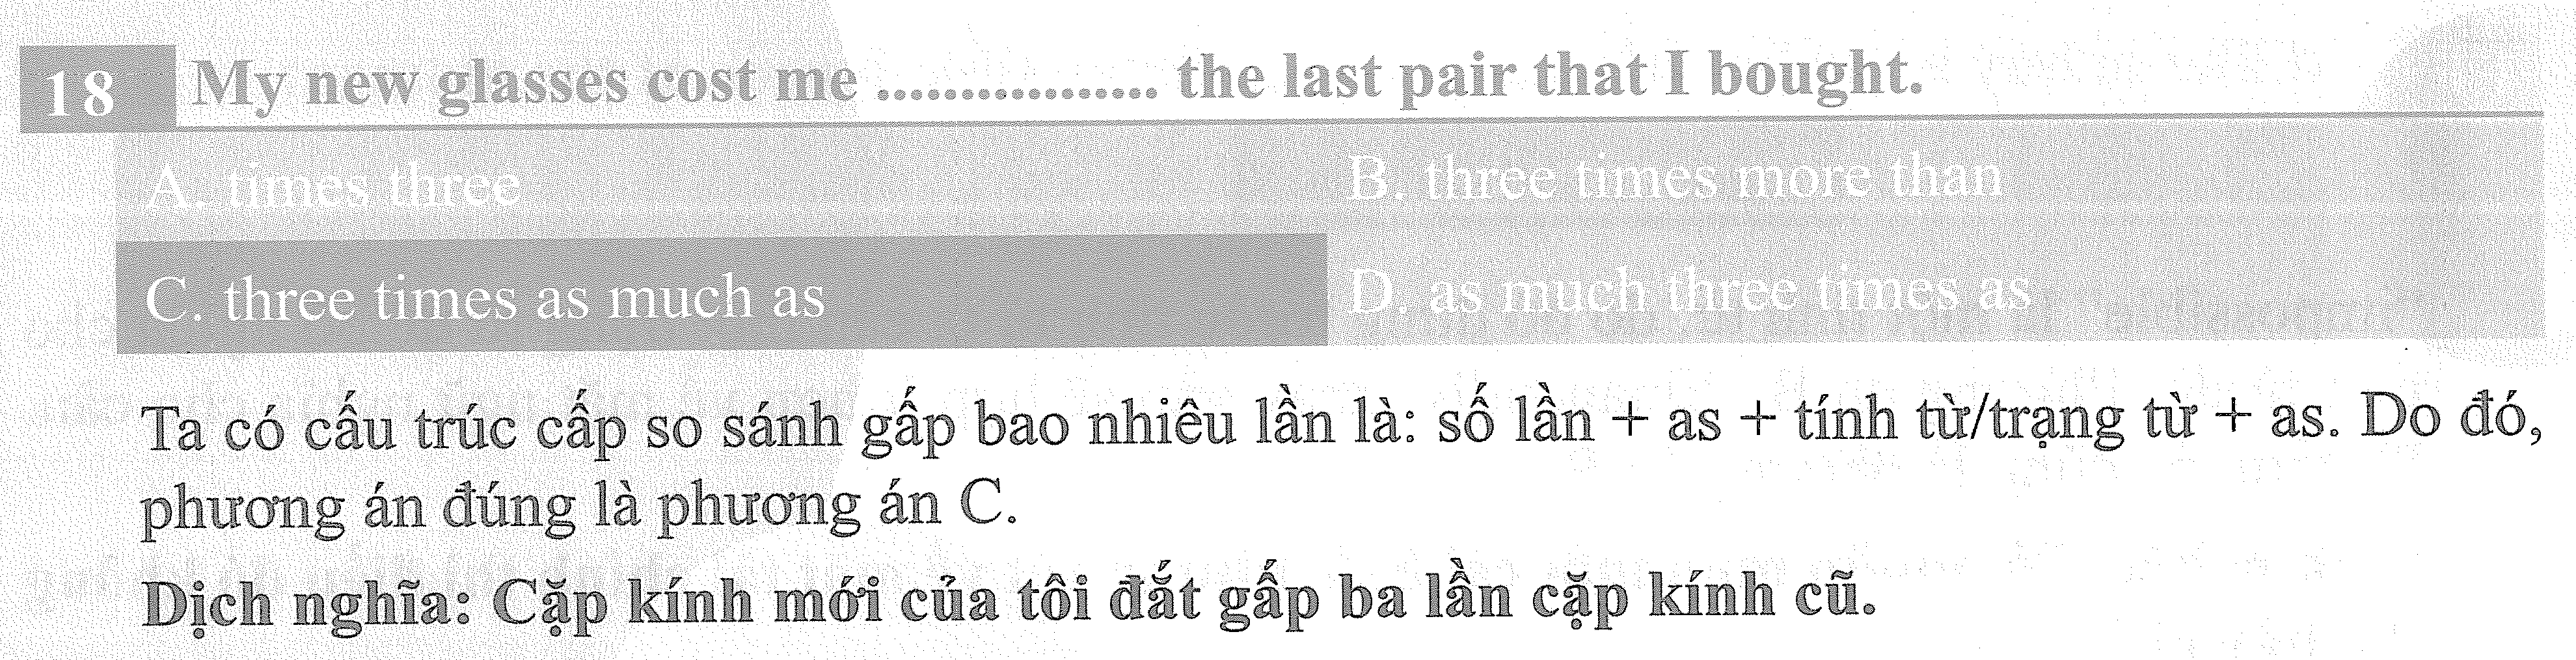 18 My new glasses cost me ................. the last pair that I bought.
A. times three B. three times more than
C. three times as much as D. as much three times as
Ta có cấu trúc cấp so sánh gấp bao nhiêu lần là: số lần + as + tính từ/trạng từ + as. Do đó,
phương án đúng là phương án C.
Dịch nghĩa: Cặp kính mới của tôi đắt gấp ba lần cặp kính cũ.